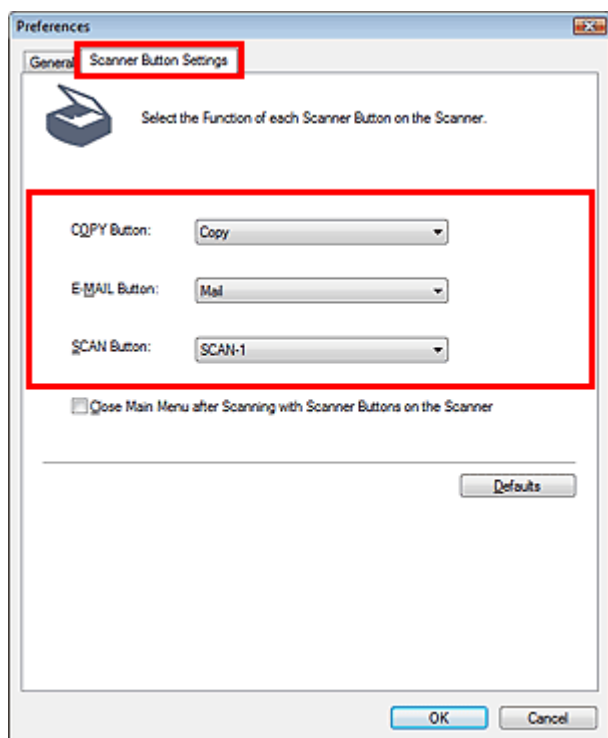 Preferences
General Scanner Button Settings
Select the Function of each Scanner Button on the Scanner.
COPY Button: Copy
E-MAIL Button: Mail
SCAN Button: SCAN-1
Close Main Menu after Scanning with Scanner Buttons on the Scanner
Defaults
OK Cancel